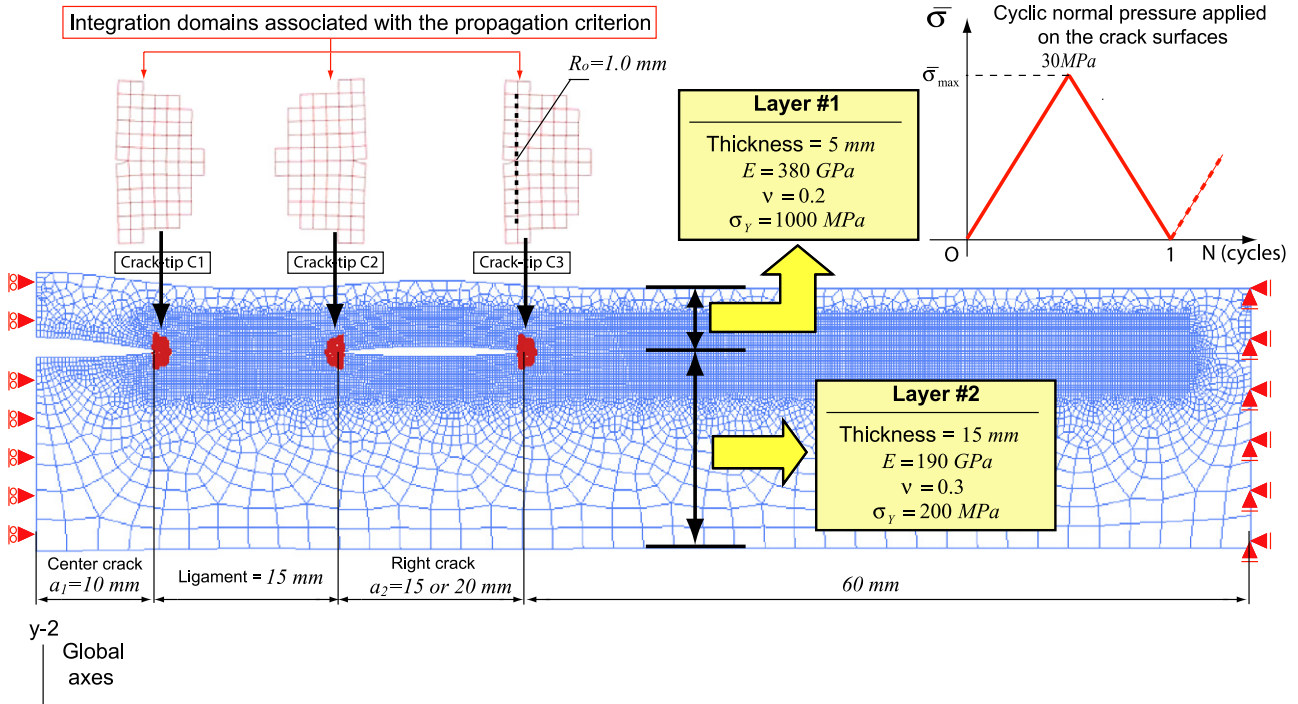 Integration domains associated with the propagation criterion
R₀=1.0 mm
Crack-tip C1
Crack-tip C2
Crack-tip C3
Layer #1
Thickness = 5 mm
E = 380 GPa
ν = 0.2
σ_Y = 1000 MPa
σ̄
Cyclic normal pressure applied
on the crack surfaces
30MPa
σ̄_max
O
1
N (cycles)
Layer #2
Thickness = 15 mm
E = 190 GPa
ν = 0.3
σ_Y = 200 MPa
Center crack
a₁=10 mm
Ligament = 15 mm
Right crack
a₂=15 or 20 mm
60 mm
y-2
Global
axes